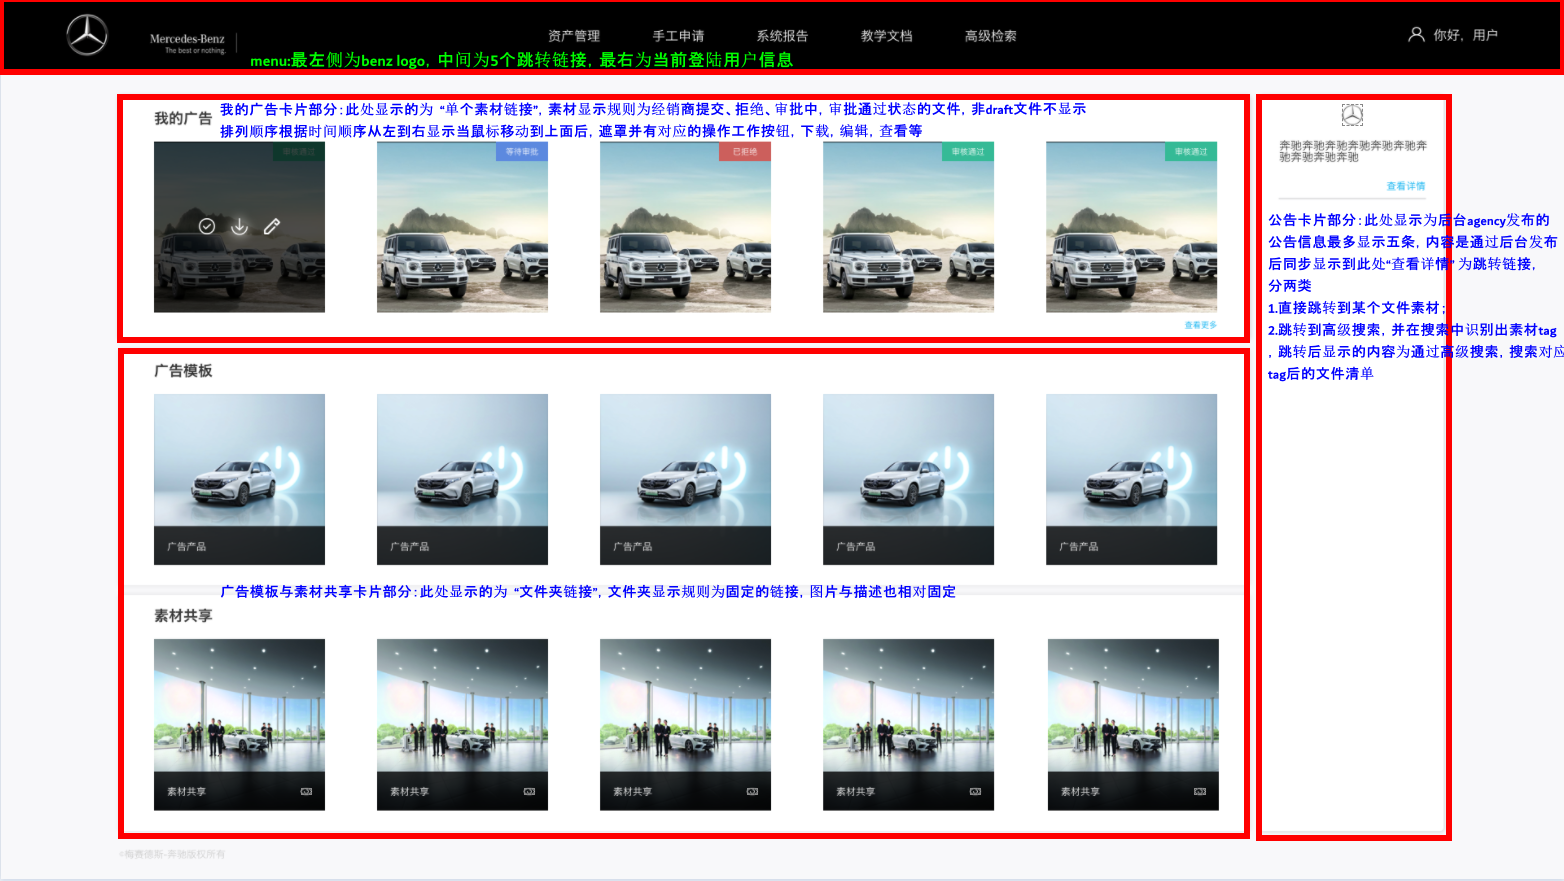 Mercedes-Benz
The best or nothing.
资产管理
手工申请
系统报告
教学文档
高级检索
你好，用户
menu:最左侧为benz logo，中间为5个跳转链接，最右为当前登陆用户信息
我的广告
我的广告卡片部分：此处显示的为 “单个素材链接”，素材显示规则为经销商提交、拒绝、审批中，审批通过状态的文件，非draft文件不显示
排列顺序根据时间顺序从左到右显示当鼠标移动到上面后，遮罩并有对应的操作工作按钮，下载，编辑，查看等
审核通过
等待审批
已拒绝
审核通过
审核通过
查看更多
广告模板
广告产品
广告产品
广告产品
广告产品
广告产品
广告模板与素材共享卡片部分：此处显示的为 “文件夹链接”，文件夹显示规则为固定的链接，图片与描述也相对固定
素材共享
素材共享
素材共享
素材共享
素材共享
素材共享
奔驰奔驰奔驰奔驰奔驰奔驰奔
驰奔驰奔驰奔驰
查看详情
公告卡片部分：此处显示为后台agency发布的
公告信息最多显示五条，内容是通过后台发布
后同步显示到此处“查看详情” 为跳转链接，
分两类
1.直接跳转到某个文件素材；
2.跳转到高级搜索，并在搜索中识别出素材tag
，跳转后显示的内容为通过高级搜索，搜索对应
tag后的文件清单
©梅赛德斯-奔驰版权所有